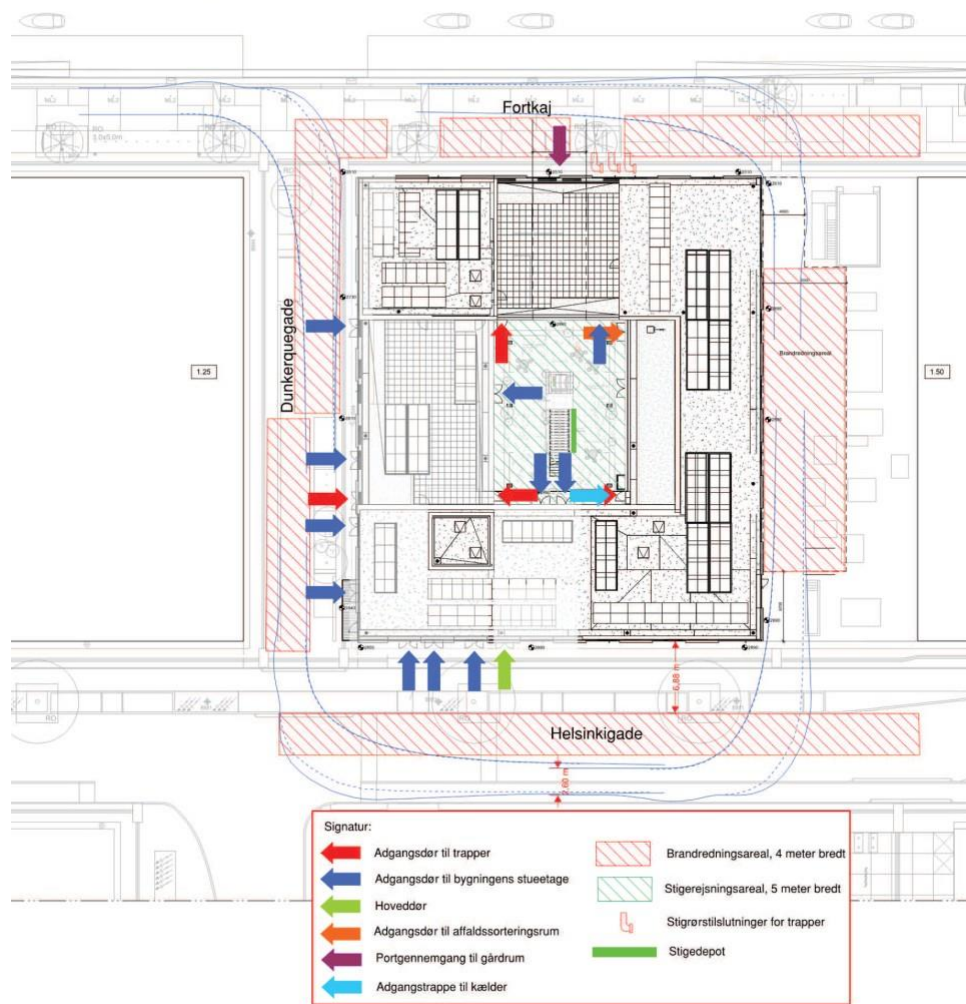 Fortkaj
Dunkerquegade
1.25
1.50
Brandredningsareal
6,88 m
Helsinkigade
2,60 m
Signatur:
Adgangsdør til trapper
Adgangsdør til bygningens stueetage
Hoveddør
Adgangsdør til affaldssorteringsrum
Portgennemgang til gårdrum
Adgangstrappe til kælder
Brandredningsareal, 4 meter bredt
Stigerejsningsareal, 5 meter bredt
Stigrørstilslutninger for trapper
Stigedepot